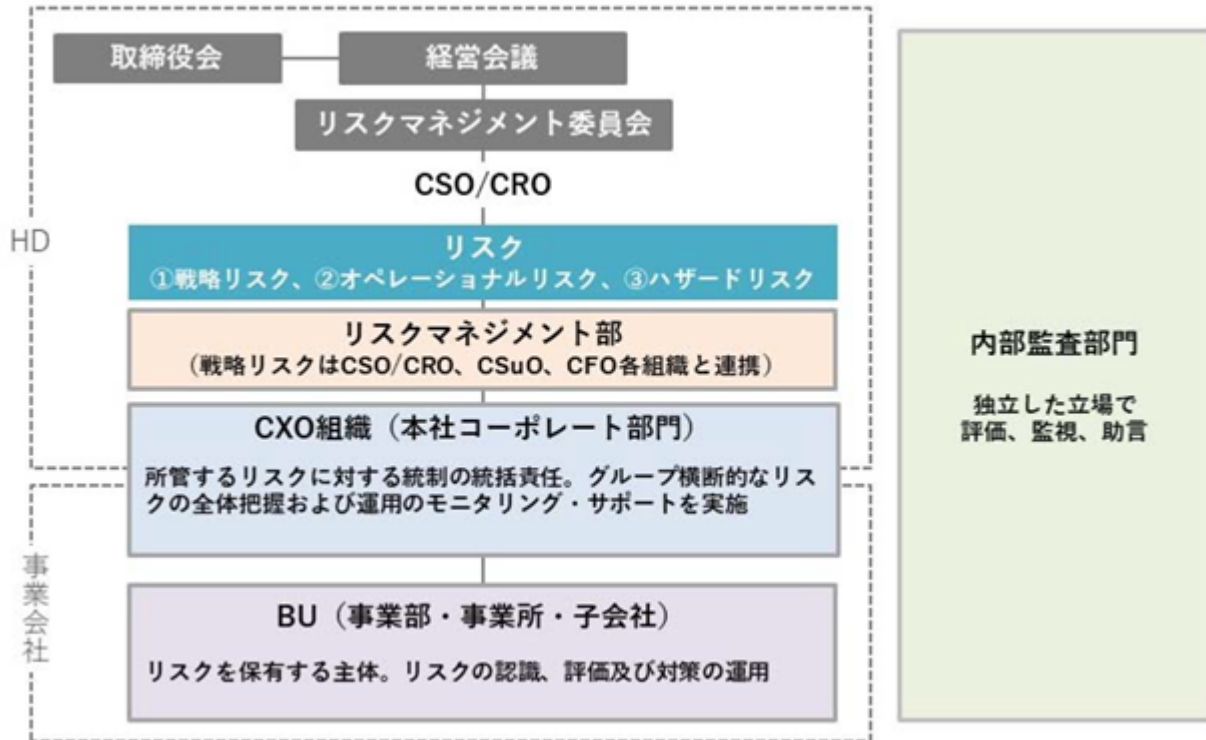 取締役会
経営会議
リスクマネジメント委員会
CSO/CRO
HD
リスク
①戦略リスク、②オペレーショナルリスク、③ハザードリスク
リスクマネジメント部
（戦略リスクはCSO/CRO、CSuO、CFO各組織と連携）
CXO組織（本社コーポレート部門）
所管するリスクに対する統制の統括責任。グループ横断的なリス
クの全体把握および運用のモニタリング・サポートを実施
事業会社
BU（事業部・事業所・子会社）
リスクを保有する主体。リスクの認識、評価及び対策の運用
内部監査部門
独立した立場で
評価、監視、助言